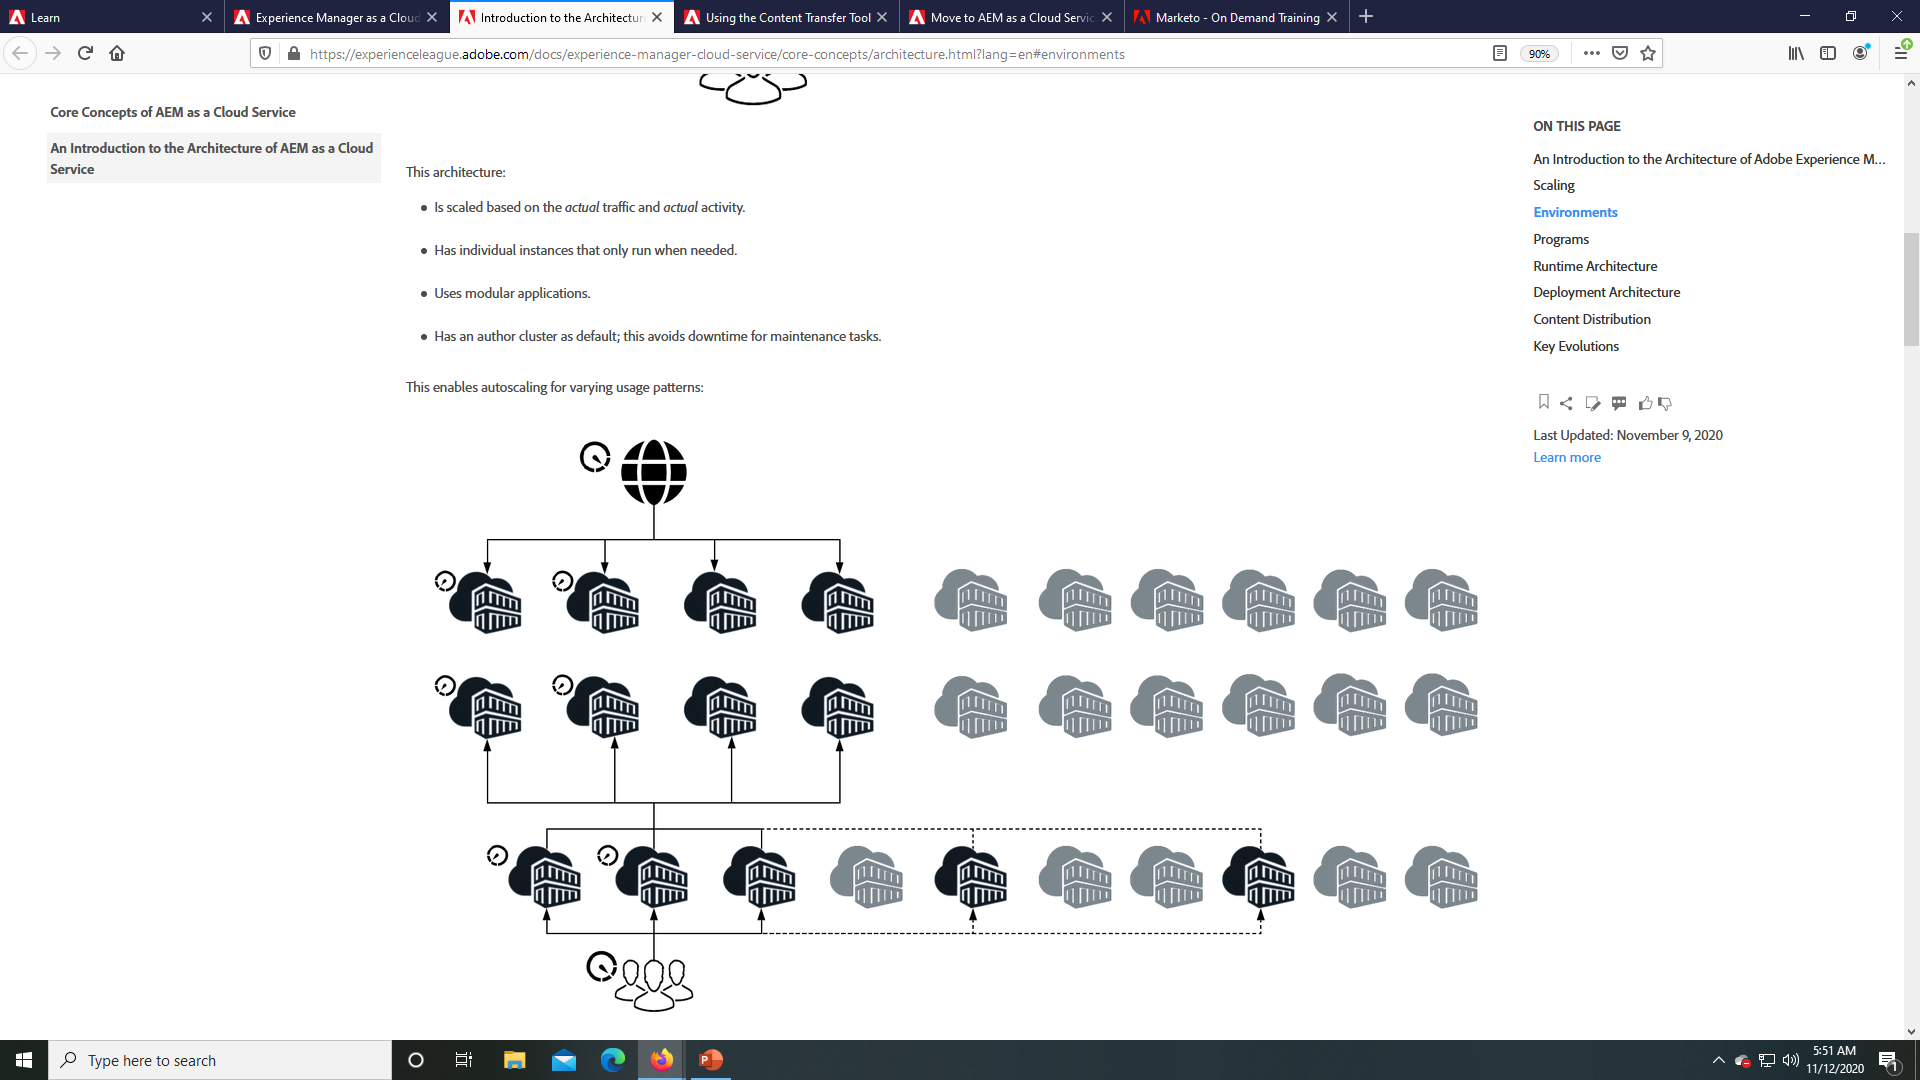 Learn
Experience Manager as a Cloud
Introduction to the Architectur
Using the Content Transfer Tool
Move to AEM as a Cloud Servic
Marketo - On Demand Training
https://experienceleague.adobe.com/docs/experience-manager-cloud-service/core-concepts/architecture.html?lang=en#environments
90%
Core Concepts of AEM as a Cloud Service
An Introduction to the Architecture of AEM as a Cloud
Service
This architecture:
Is scaled based on the actual traffic and actual activity.
Has individual instances that only run when needed.
Uses modular applications.
Has an author cluster as default; this avoids downtime for maintenance tasks.
This enables autoscaling for varying usage patterns:
ON THIS PAGE
An Introduction to the Architecture of Adobe Experience M...
Scaling
Environments
Programs
Runtime Architecture
Deployment Architecture
Content Distribution
Key Evolutions
Last Updated: November 9, 2020
Learn more
Type here to search
P
5:51 AM
11/12/2020
1